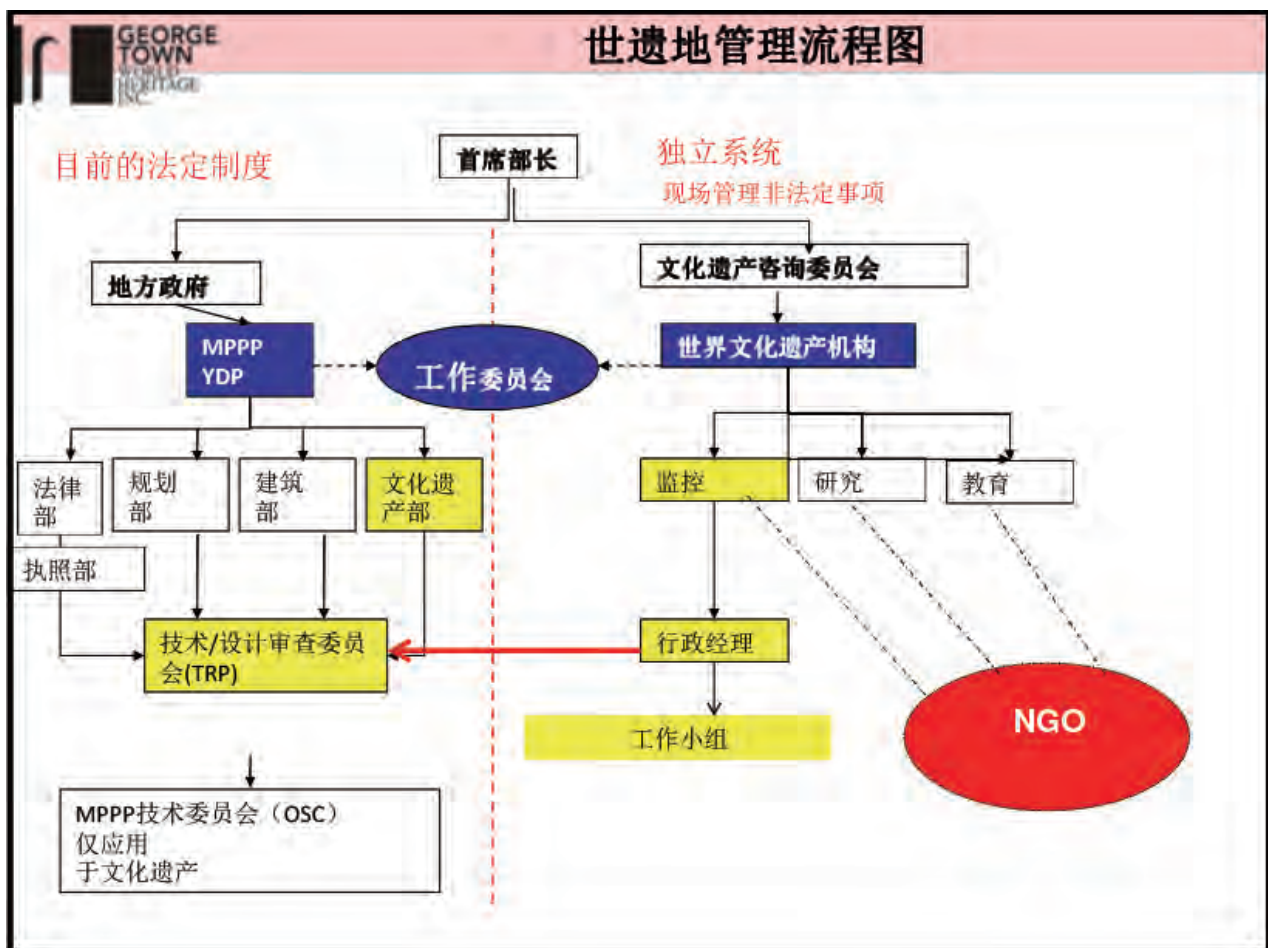 GEORGE
TOWN
WORLD
HERITAGE
INC.
世遗地管理流程图
目前的法定制度
首席部长
独立系统
现场管理非法定事项
地方政府
文化遗产咨询委员会
MPPP
YDP
工作委员会
世界文化遗产机构
法律
部
规划
部
建筑
部
文化遗
产部
监控
研究
教育
执照部
技术/设计审查委员
会(TRP)
行政经理
工作小组
NGO
MPPP技术委员会（OSC）
仅应用
于文化遗产